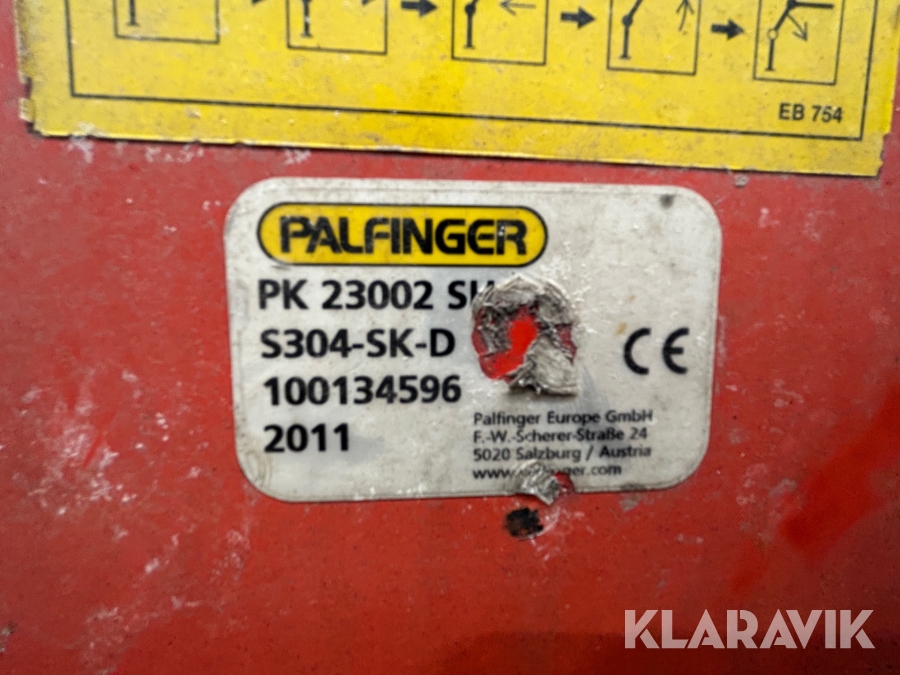 EB 754
PALFINGER
PK 23002
S304-SK-D
100134596
2011
CE
Palfinger Europe GmbH
F.-W.-Scherer-Straße 24
5020 Salzburg / Austria
KLARAVIK